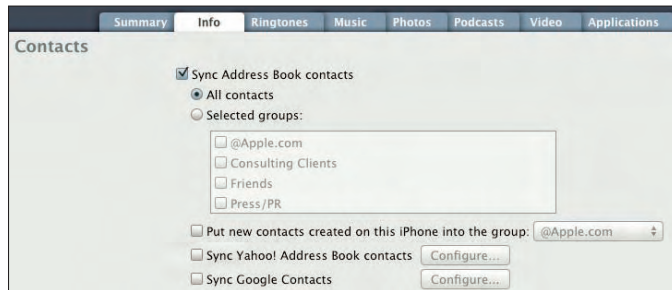 Summary Info Ringtones Music Photos Podcasts Video Applications
Contacts
Sync Address Book contacts
All contacts
Selected groups:
@Apple.com
Consulting Clients
Friends
Press/PR
Put new contacts created on this iPhone into the group: @Apple.com
Sync Yahoo! Address Book contacts Configure...
Sync Google Contacts Configure...